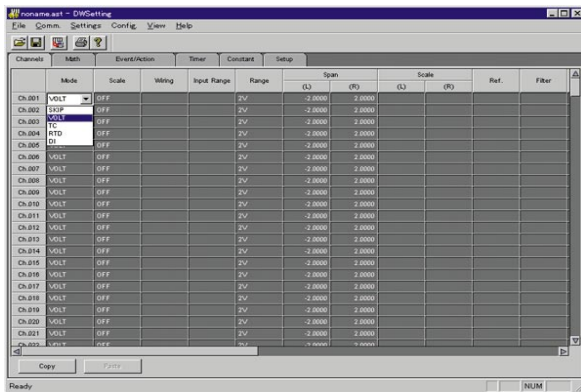 noname.ast - DWSetting
File Comm. Settings Config. View Help
Channels Math Event/Action Timer Constant Setup
Mode Scale Wiring Input Range Range Span Scale Ref. Filter
(L) (R) (L) (R)
Ch.001 VOLT OFF 2V -2.0000 2.0000
Ch.002 SKIP OFF 2V -2.0000 2.0000
Ch.003 VOLT OFF 2V -2.0000 2.0000
TC
Ch.004 RTD OFF 2V -2.0000 2.0000
DI
Ch.005 OFF 2V -2.0000 2.0000
Ch.006 VOLT OFF 2V -2.0000 2.0000
Ch.007 VOLT OFF 2V -2.0000 2.0000
Ch.008 VOLT OFF 2V -2.0000 2.0000
Ch.009 VOLT OFF 2V -2.0000 2.0000
Ch.010 VOLT OFF 2V -2.0000 2.0000
Ch.011 VOLT OFF 2V -2.0000 2.0000
Ch.012 VOLT OFF 2V -2.0000 2.0000
Ch.013 VOLT OFF 2V -2.0000 2.0000
Ch.014 VOLT OFF 2V -2.0000 2.0000
Ch.015 VOLT OFF 2V -2.0000 2.0000
Ch.016 VOLT OFF 2V -2.0000 2.0000
Ch.017 VOLT OFF 2V -2.0000 2.0000
Ch.018 VOLT OFF 2V -2.0000 2.0000
Ch.019 VOLT OFF 2V -2.0000 2.0000
Ch.020 VOLT OFF 2V -2.0000 2.0000
Ch.021 VOLT OFF 2V -2.0000 2.0000
Ch.022 VOLT OFF 2V -2.0000 2.0000
Copy Paste
Ready NUM